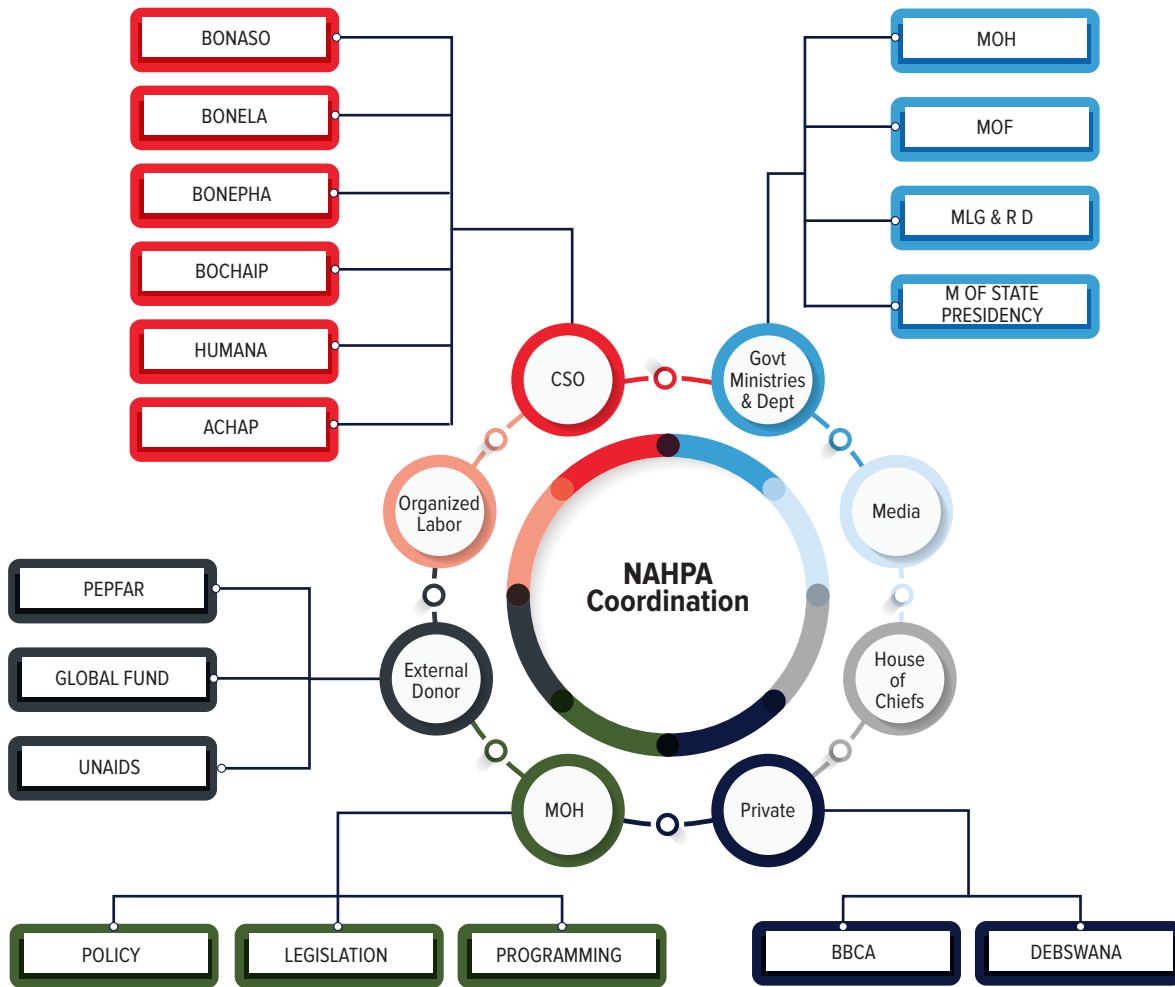 BONASO
BONELA
BONEPHA
BOCHAIP
HUMANA
ACHAP
MOH
MOF
MLG & R D
M OF STATE
PRESIDENCY
CSO
Govt
Ministries
& Dept
Organized
Labor
Media
NAHPA
Coordination
PEPFAR
GLOBAL FUND
UNAIDS
External
Donor
House
of
Chiefs
MOH
Private
POLICY
LEGISLATION
PROGRAMMING
BBCA
DEBSWANA